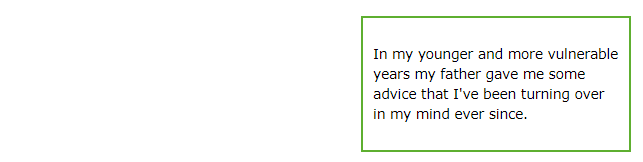 In my younger and more vulnerable
years my father gave me some
advice that I've been turning over
in my mind ever since.